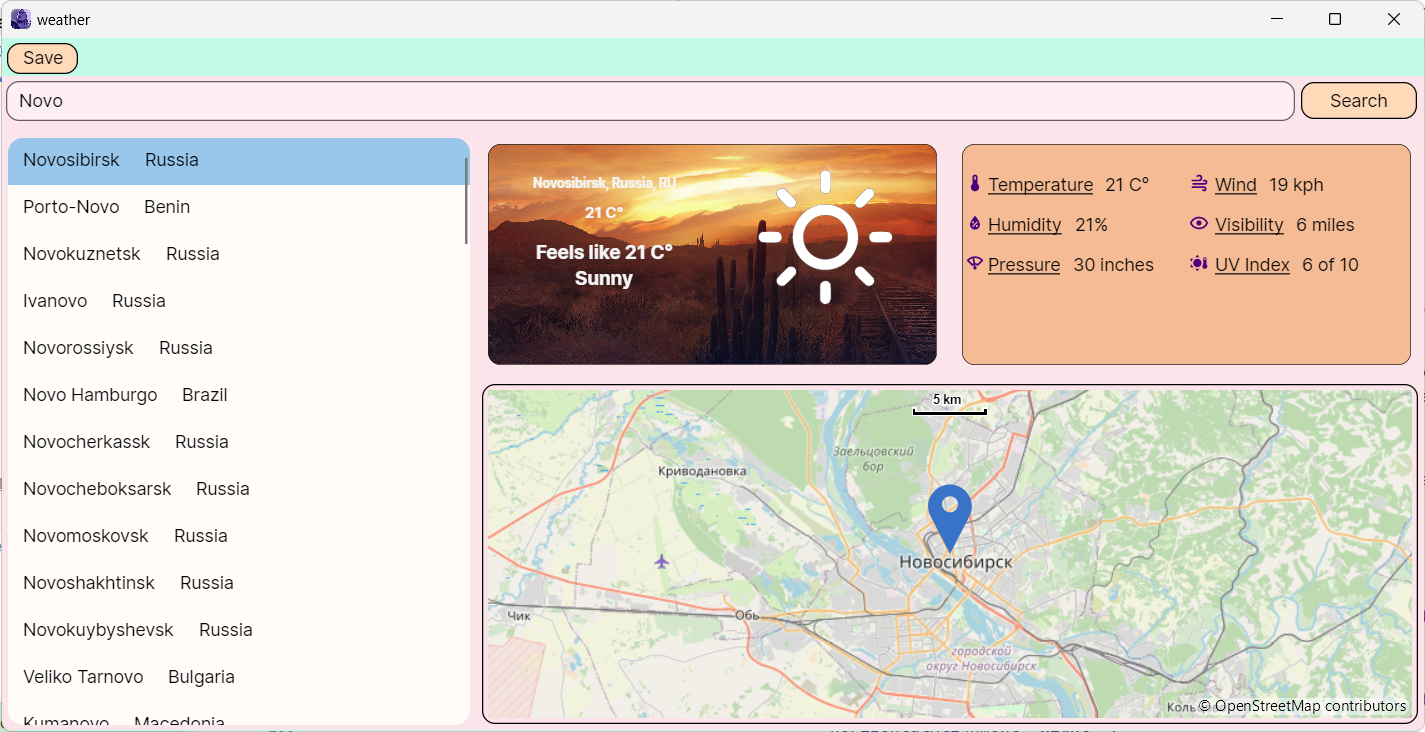 weather
Save
Novo
Search
Novosibirsk Russia
Porto-Novo Benin
Novokuznetsk Russia
Ivanovo Russia
Novorossiysk Russia
Novo Hamburgo Brazil
Novocherkassk Russia
Novocheboksarsk Russia
Novomoskovsk Russia
Novoshakhtinsk Russia
Novokuybyshevsk Russia
Veliko Tarnovo Bulgaria
Kumanovo Macedonia
Novosibirsk, Russia, RU
21 C°
Feels like 21 C°
Sunny
Temperature 21 C°
Wind 19 kph
Humidity 21%
Visibility 6 miles
Pressure 30 inches
UV Index 6 of 10
5 km
Заельцовский
бор
Криводановка
Новосибирск
Чик
Обь
городской
округ Новосибирск
© OpenStreetMap contributors